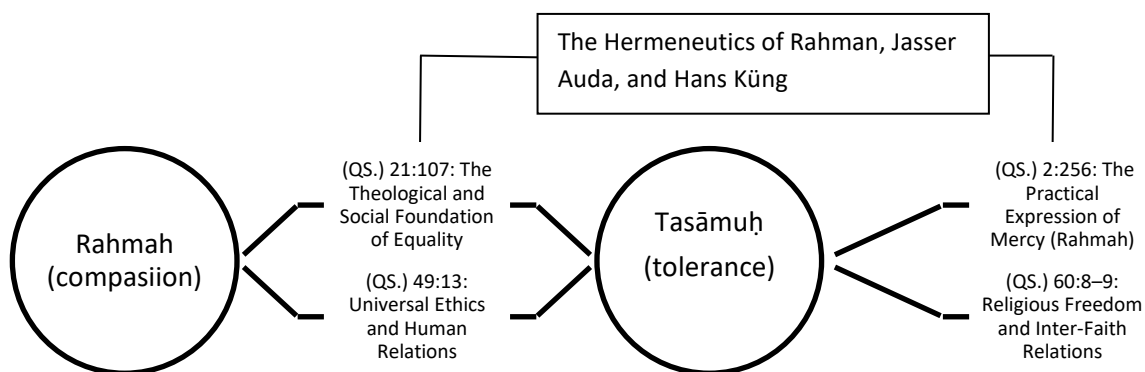 The Hermeneutics of Rahman, Jasser
Auda, and Hans Küng
Rahmah
(compasiion)
(QS.) 21:107: The
Theological and
Social Foundation
of Equality
(QS.) 49:13:
Universal Ethics
and Human
Relations
Tasāmuḥ
(tolerance)
(QS.) 2:256: The
Practical
Expression of
Mercy (Rahmah)
(QS.) 60:8–9:
Religious Freedom
and Inter-Faith
Relations